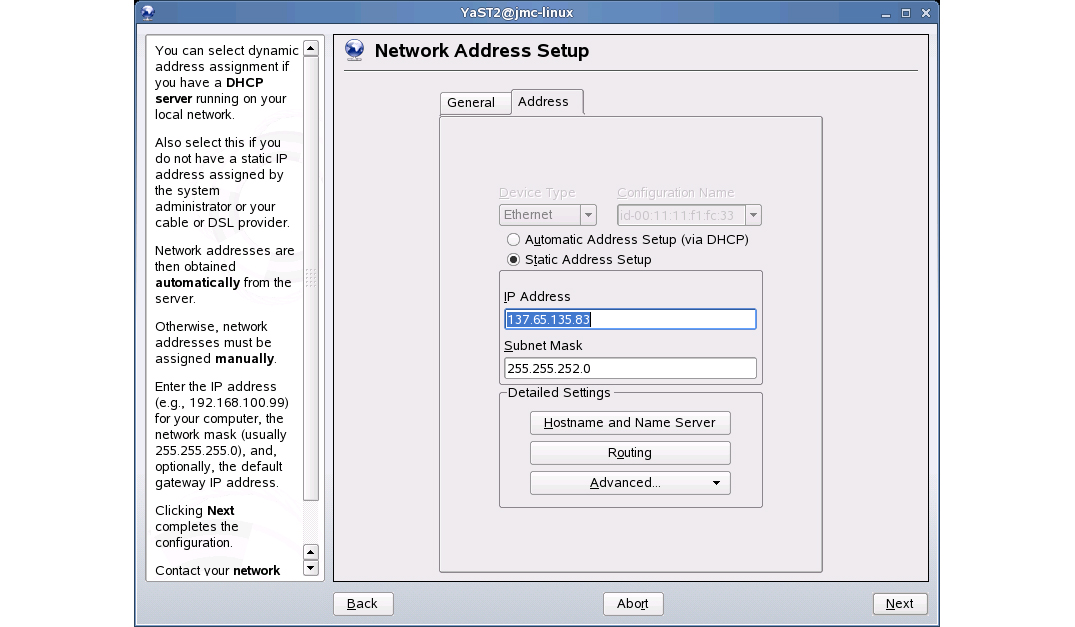 YaST2@jmc-linux
You can select dynamic
address assignment if
you have a DHCP
server running on your
local network.
Also select this if you
do not have a static IP
address assigned by
the system
administrator or your
cable or DSL provider.
Network addresses are
then obtained
automatically from the
server.
Otherwise, network
addresses must be
assigned manually.
Enter the IP address
(e.g., 192.168.100.99)
for your computer, the
network mask (usually
255.255.255.0), and,
optionally, the default
gateway IP address.
Clicking Next
completes the
configuration.
Contact your network
Network Address Setup
General Address
Device Type Configuration Name
Ethernet id-00:11:11:f1:fc:33
Automatic Address Setup (via DHCP)
Static Address Setup
IP Address
137.65.135.83
Subnet Mask
255.255.252.0
Detailed Settings
Hostname and Name Server
Routing
Advanced...
Back Abort Next